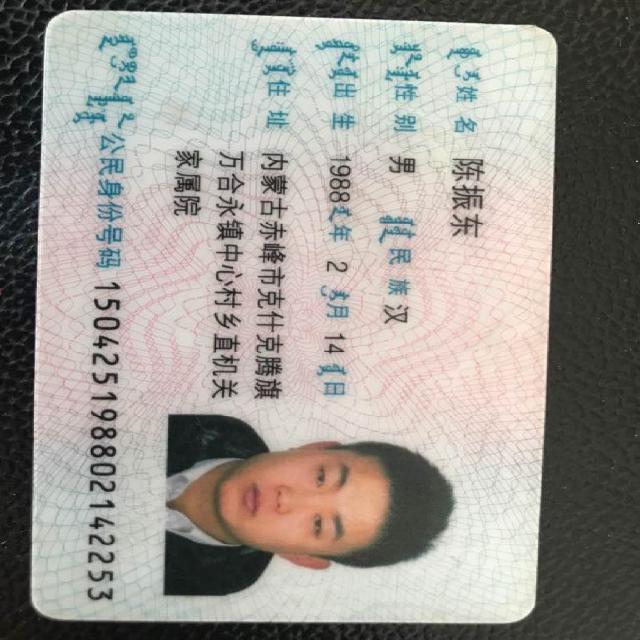 姓名 陈振东
性别 男 民族 汉
出生 1988 年 2 月 14 日
住址 内蒙古赤峰市克什克腾旗
万合永镇中心村乡直机关
家属院
公民身份号码 150425198802142253